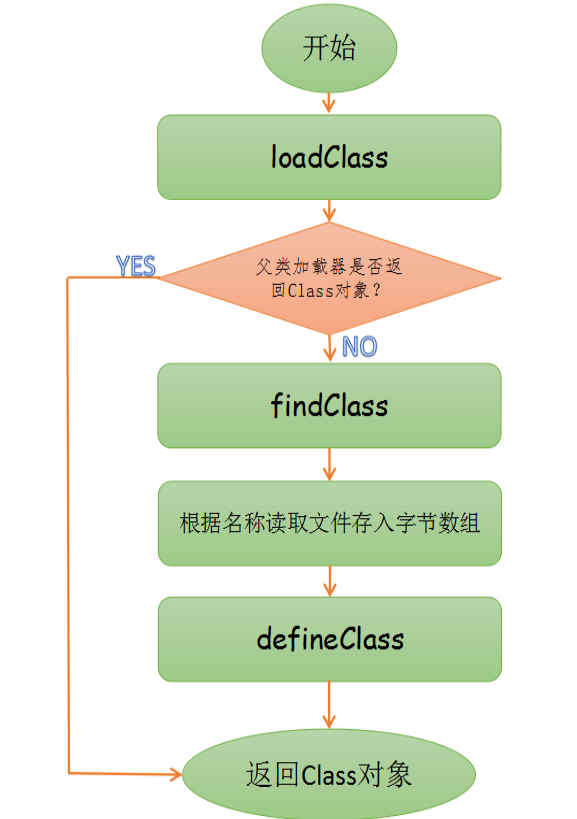 开始
loadClass
父类加载器是否返
回Class对象？
YES
NO
findClass
根据名称读取文件存入字节数组
defineClass
返回Class对象